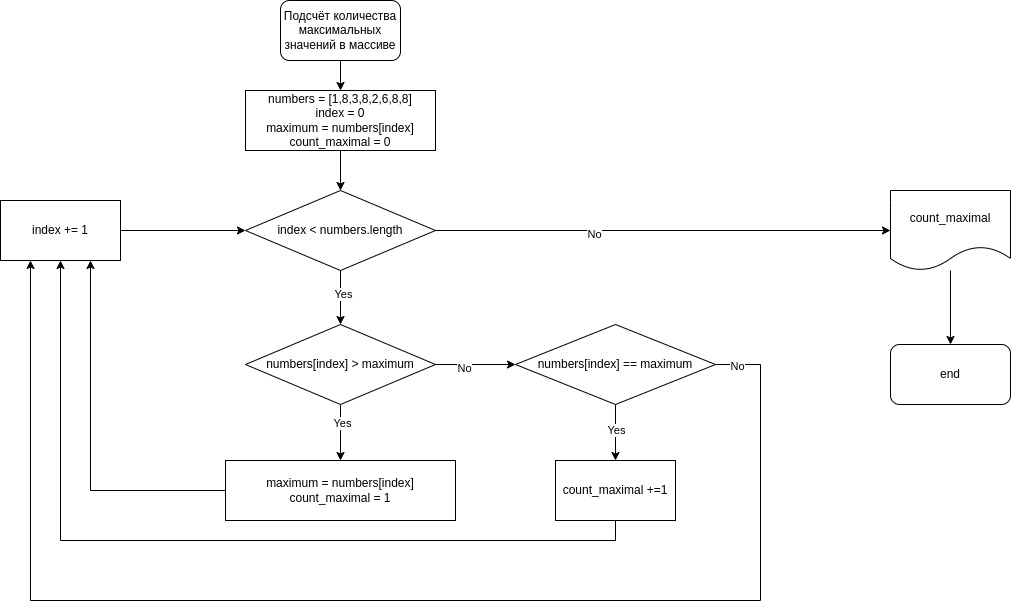 Подсчёт количества
максимальных
значений в массиве
numbers = [1,8,3,8,2,6,8,8]
index = 0
maximum = numbers[index]
count_maximal = 0
index += 1
index < numbers.length
No
count_maximal
Yes
numbers[index] > maximum
No
numbers[index] == maximum
No
end
Yes
Yes
maximum = numbers[index]
count_maximal = 1
count_maximal +=1